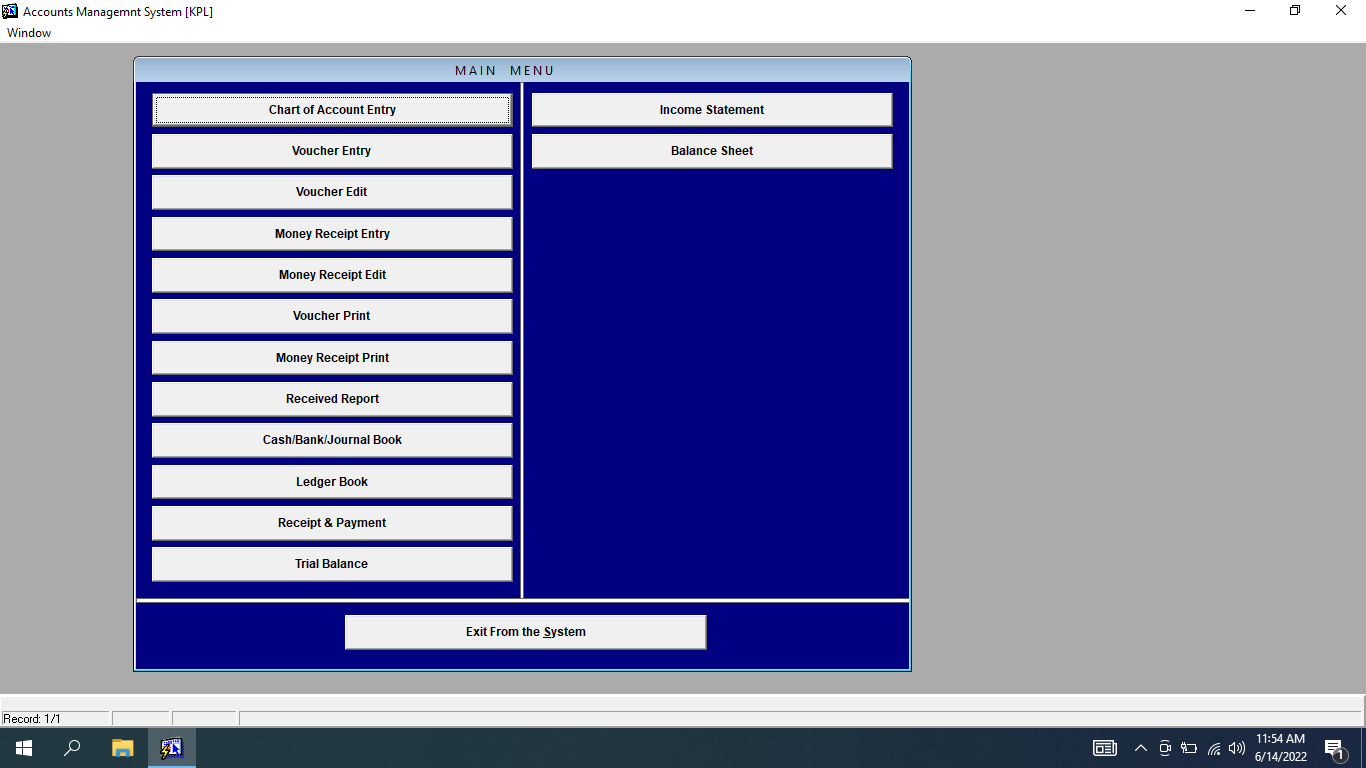 Accounts Managemnt System [KPL]
Window
MAIN MENU
Chart of Account Entry
Voucher Entry
Voucher Edit
Money Receipt Entry
Money Receipt Edit
Voucher Print
Money Receipt Print
Received Report
Cash/Bank/Journal Book
Ledger Book
Receipt & Payment
Trial Balance
Income Statement
Balance Sheet
Exit From the System
Record: 1/1
11:54 AM
6/14/2022
1